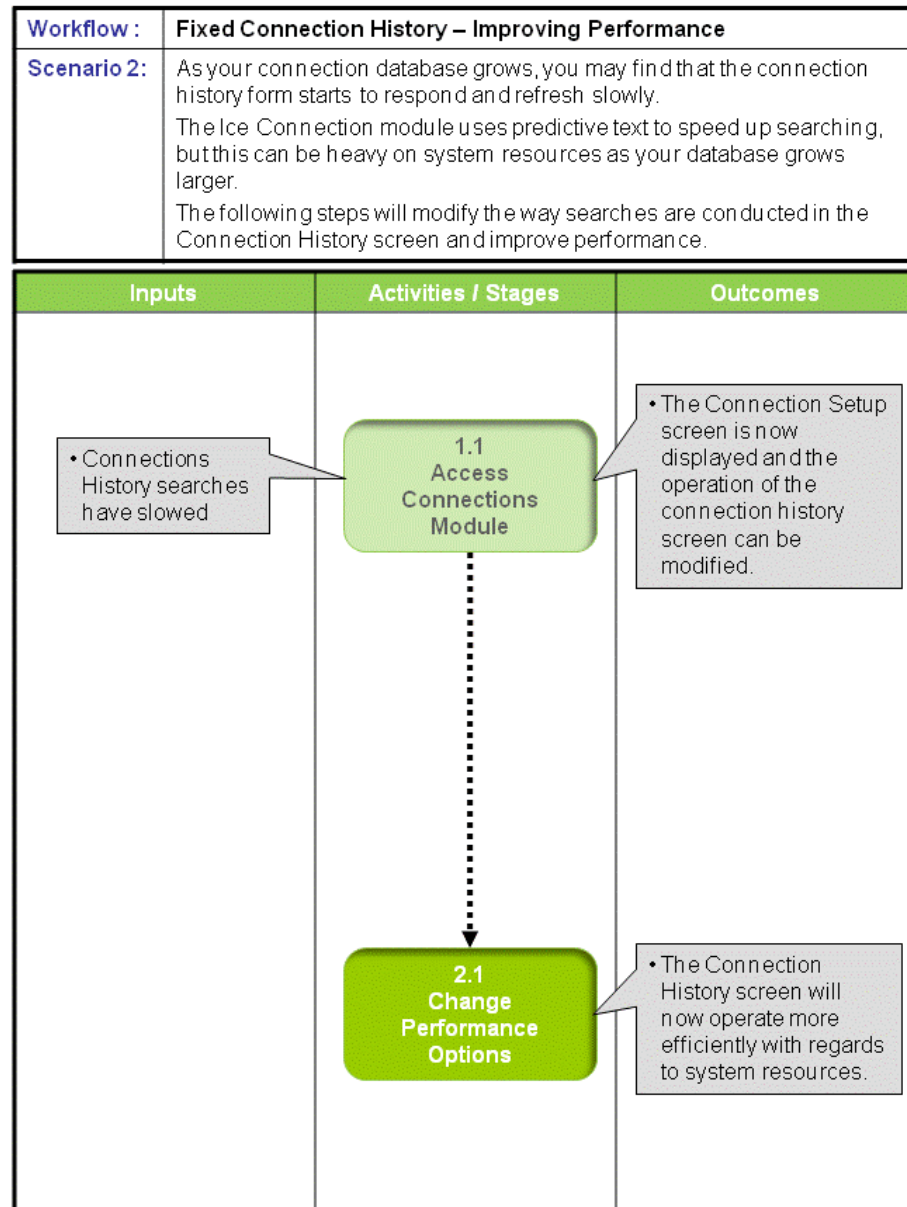 Workflow : Fixed Connection History – Improving Performance
Scenario 2: As your connection database grows, you may find that the connection
history form starts to respond and refresh slowly.
The Ice Connection module uses predictive text to speed up searching,
but this can be heavy on system resources as your database grows
larger.
The following steps will modify the way searches are conducted in the
Connection History screen and improve performance.
Inputs Activities / Stages Outcomes
• Connections
History searches
have slowed
1.1
Access
Connections
Module
• The Connection Setup
screen is now
displayed and the
operation of the
connection history
screen can be
modified.
2.1
Change
Performance
Options
• The Connection
History screen will
now operate more
efficiently with regards
to system resources.